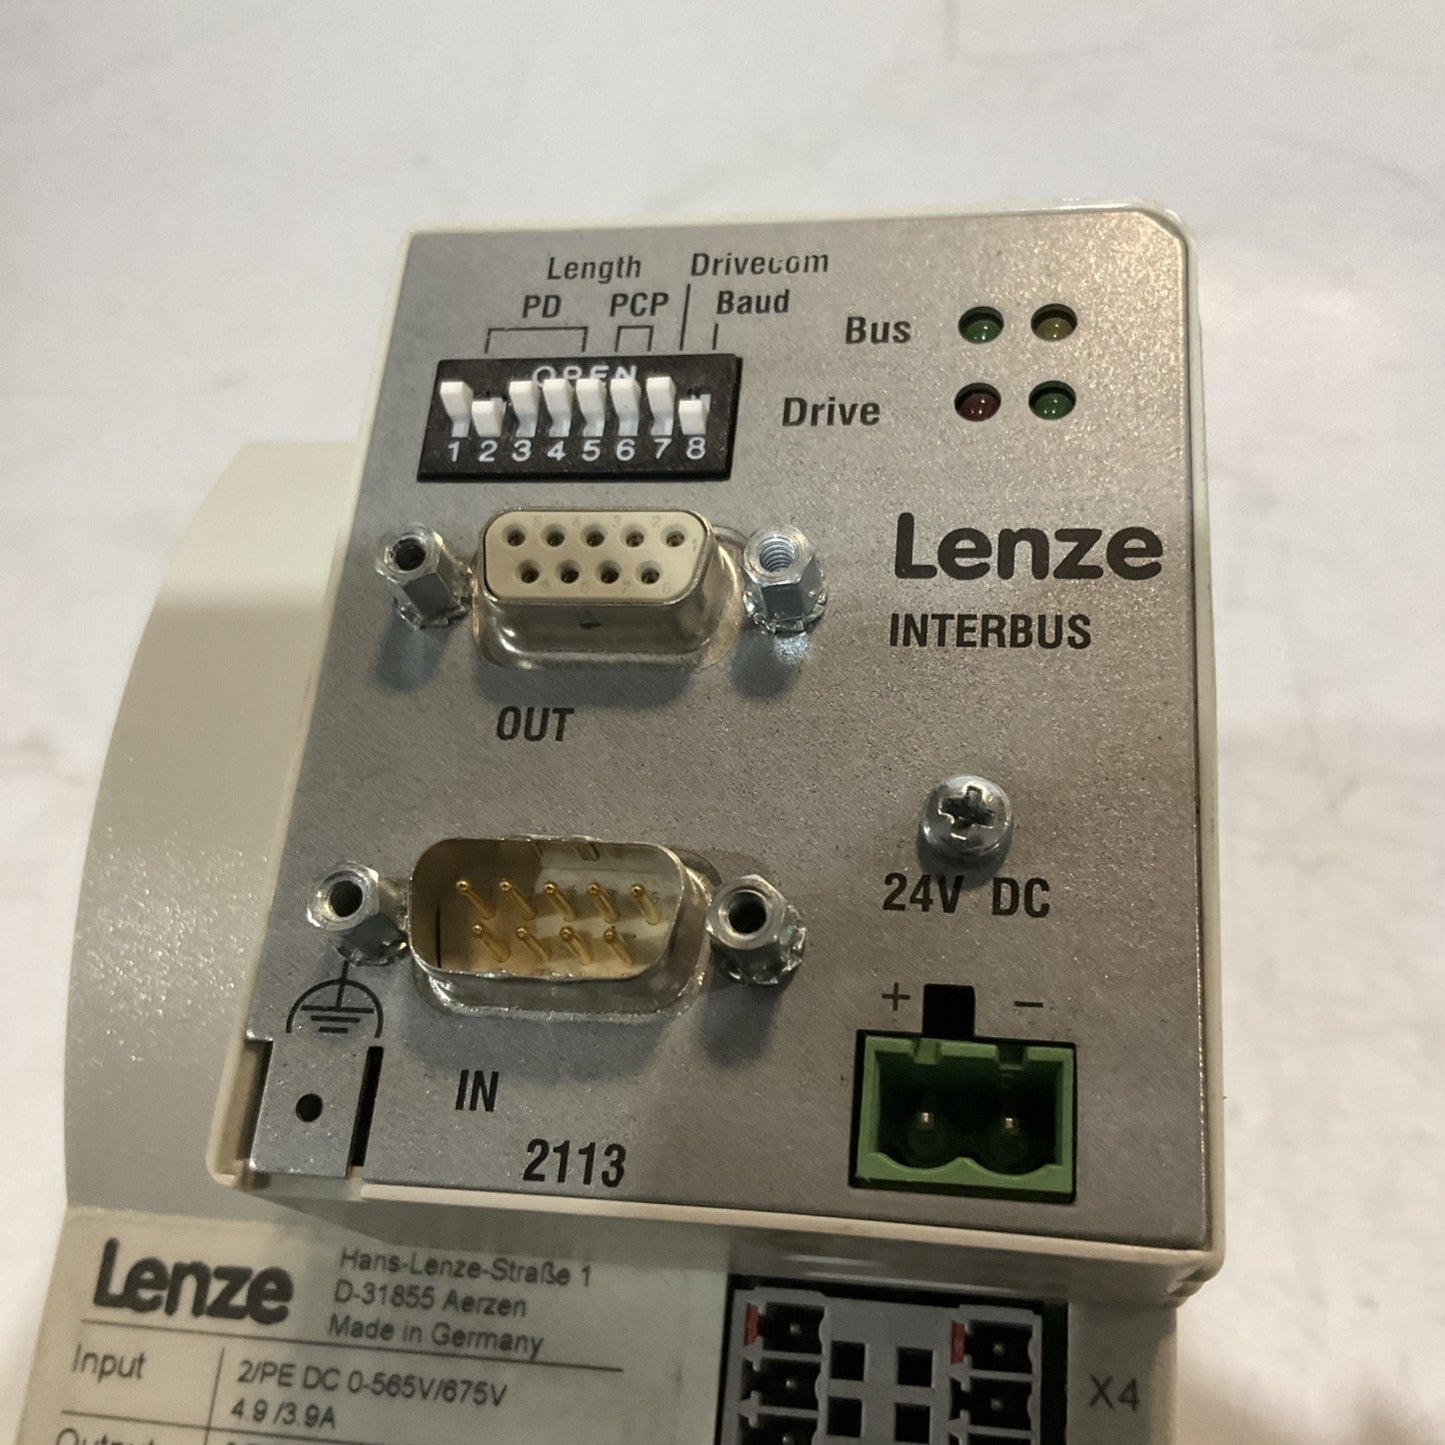 Length Drivecom
PD PCP Baud
OPEN
1 2 3 4 5 6 7 8
Bus
Drive
Lenze
INTERBUS
OUT
24V DC
+ −
IN
2113
Lenze
Hans-Lenze-Straße 1
D-31855 Aerzen
Made in Germany
Input
2/PE DC 0-565V/675V
4.9 /3.9A
X4